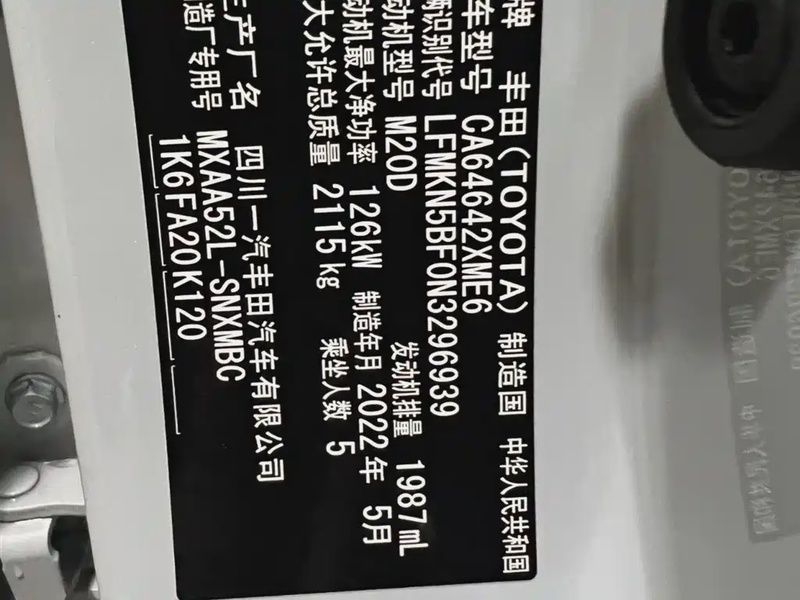 牌 丰田(TOYOTA) 制造国 中华人民共和国
车型号 CA64642XME6
辆识别代号 LFMKN5BF0N3296939
动机型号 M20D 发动机排量 1987mL
动机最大净功率 126kW 制造年月 2022年 5月
大允许总质量 2115kg 乘坐人数 5
生产厂名 四川一汽丰田汽车有限公司
造厂专用号 MXAA52L-SNXMBC
1K6FA20K120